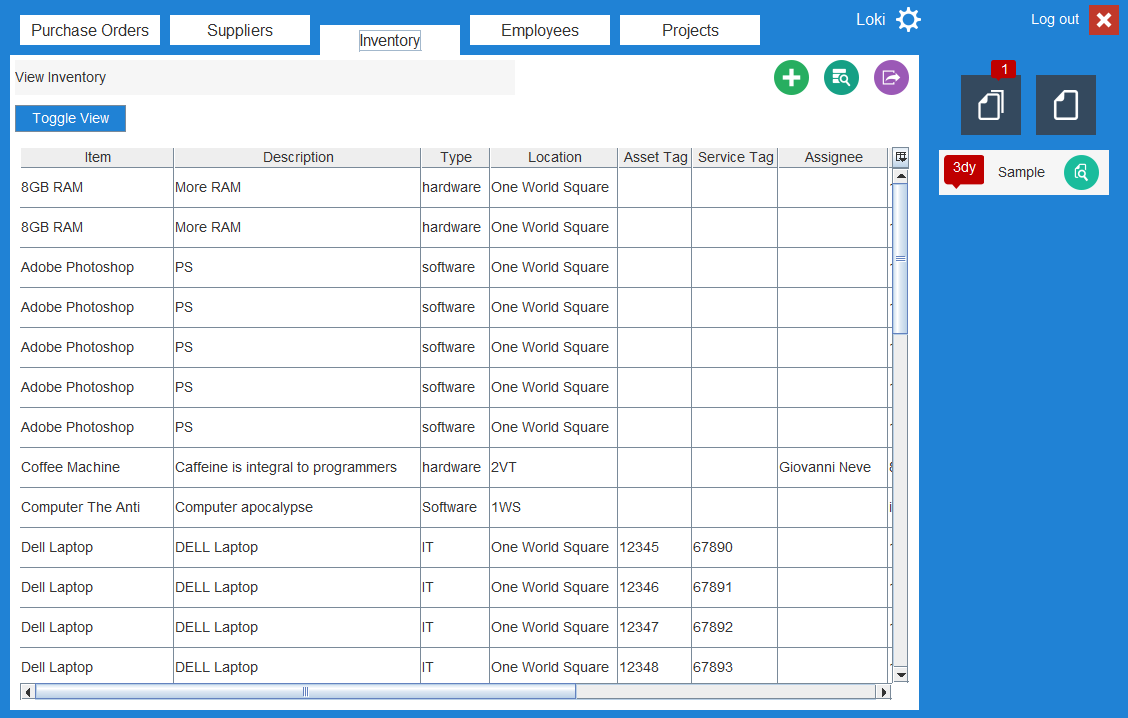 Purchase Orders Suppliers Inventory Employees Projects Loki Log out
View Inventory
1
Toggle View
3dy Sample
Item Description Type Location Asset Tag Service Tag Assignee
8GB RAM More RAM hardware One World Square
8GB RAM More RAM hardware One World Square
Adobe Photoshop PS software One World Square
Adobe Photoshop PS software One World Square
Adobe Photoshop PS software One World Square
Adobe Photoshop PS software One World Square
Adobe Photoshop PS software One World Square
Coffee Machine Caffeine is integral to programmers hardware 2VT Giovanni Neve
Computer The Anti Computer apocalypse Software 1WS
Dell Laptop DELL Laptop IT One World Square 12345 67890
Dell Laptop DELL Laptop IT One World Square 12346 67891
Dell Laptop DELL Laptop IT One World Square 12347 67892
Dell Laptop DELL Laptop IT One World Square 12348 67893